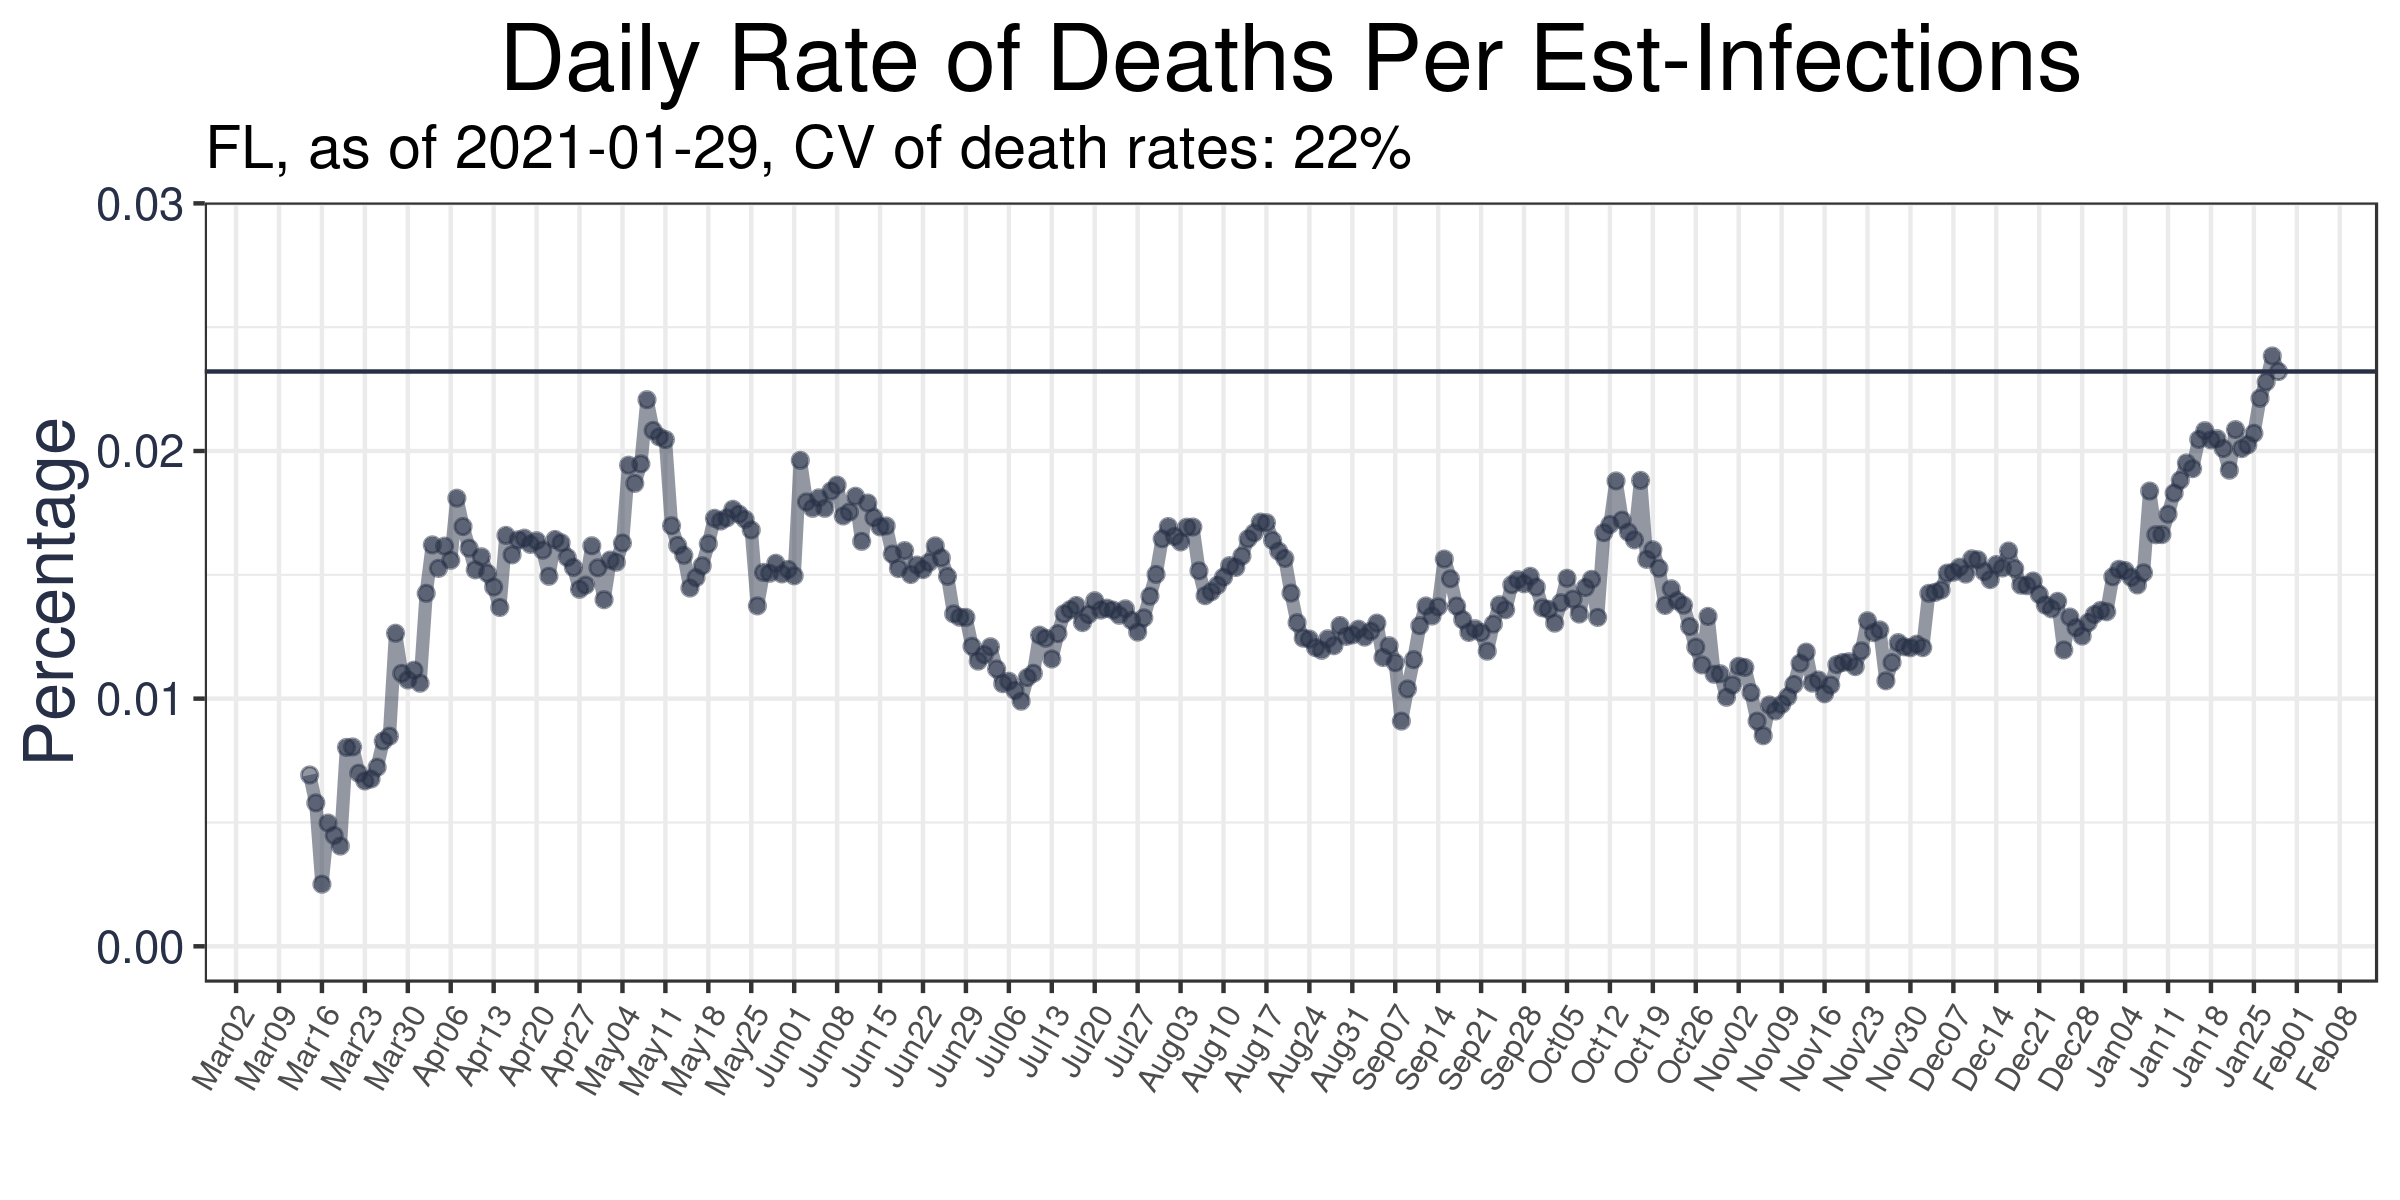 Daily Rate of Deaths Per Est-Infections
FL, as of 2021-01-29, CV of death rates: 22%
Percentage
0.03
0.02
0.01
0.00
Mar02
Mar09
Mar16
Mar23
Mar30
Apr06
Apr13
Apr20
Apr27
May04
May11
May18
May25
Jun01
Jun08
Jun15
Jun22
Jun29
Jul06
Jul13
Jul20
Jul27
Aug03
Aug10
Aug17
Aug24
Aug31
Sep07
Sep14
Sep21
Sep28
Oct05
Oct12
Oct19
Oct26
Nov02
Nov09
Nov16
Nov23
Nov30
Dec07
Dec14
Dec21
Dec28
Jan04
Jan11
Jan18
Jan25
Feb01
Feb08